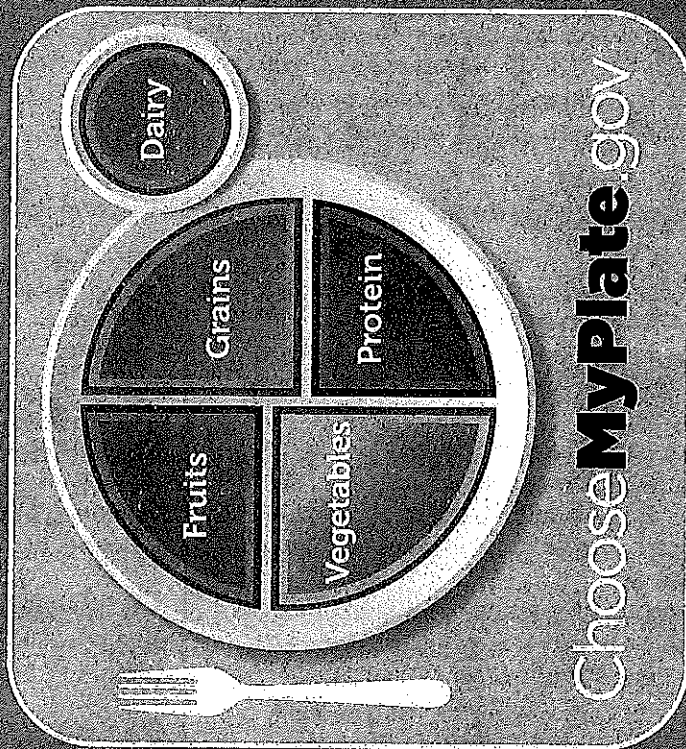 Dairy
Fruits
Grains
Vegetables
Protein
ChooseMyPlate.gov